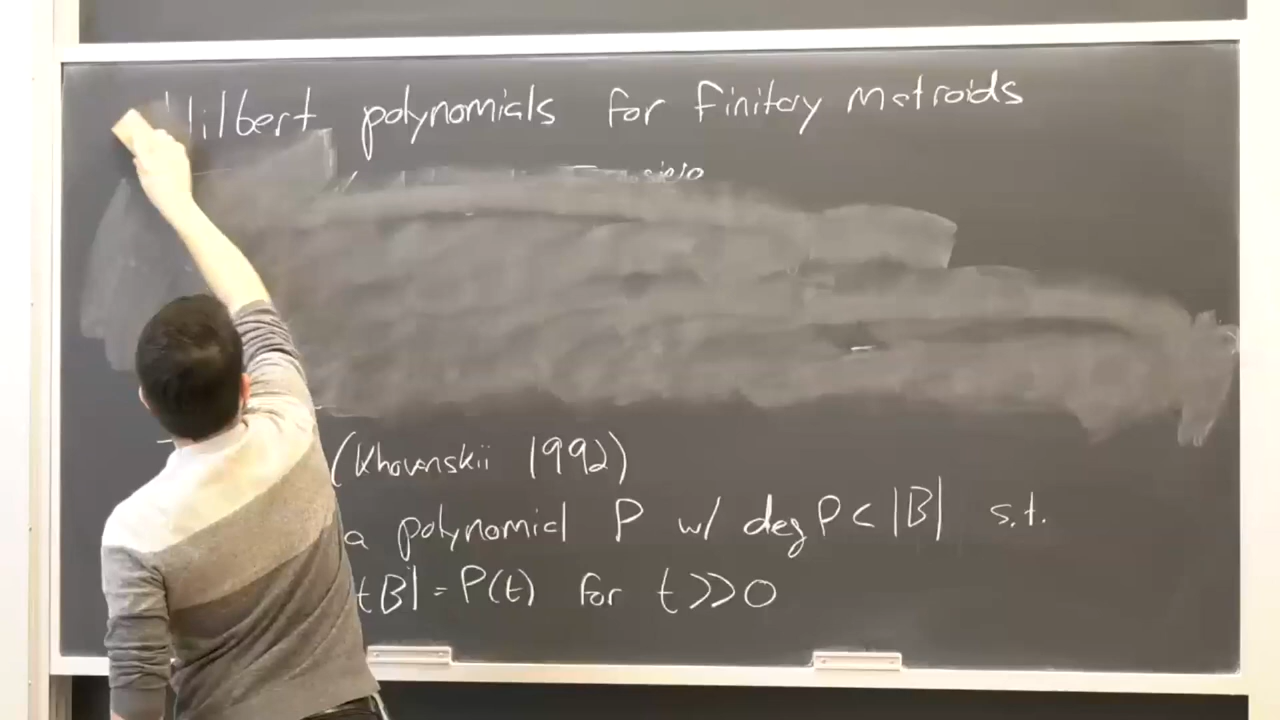 Hilbert polynomials for finitary matroids
(Khovanskii 1992)
a polynomial P w/ deg P < |B| s.t.
tB| = P(t) for t >> 0